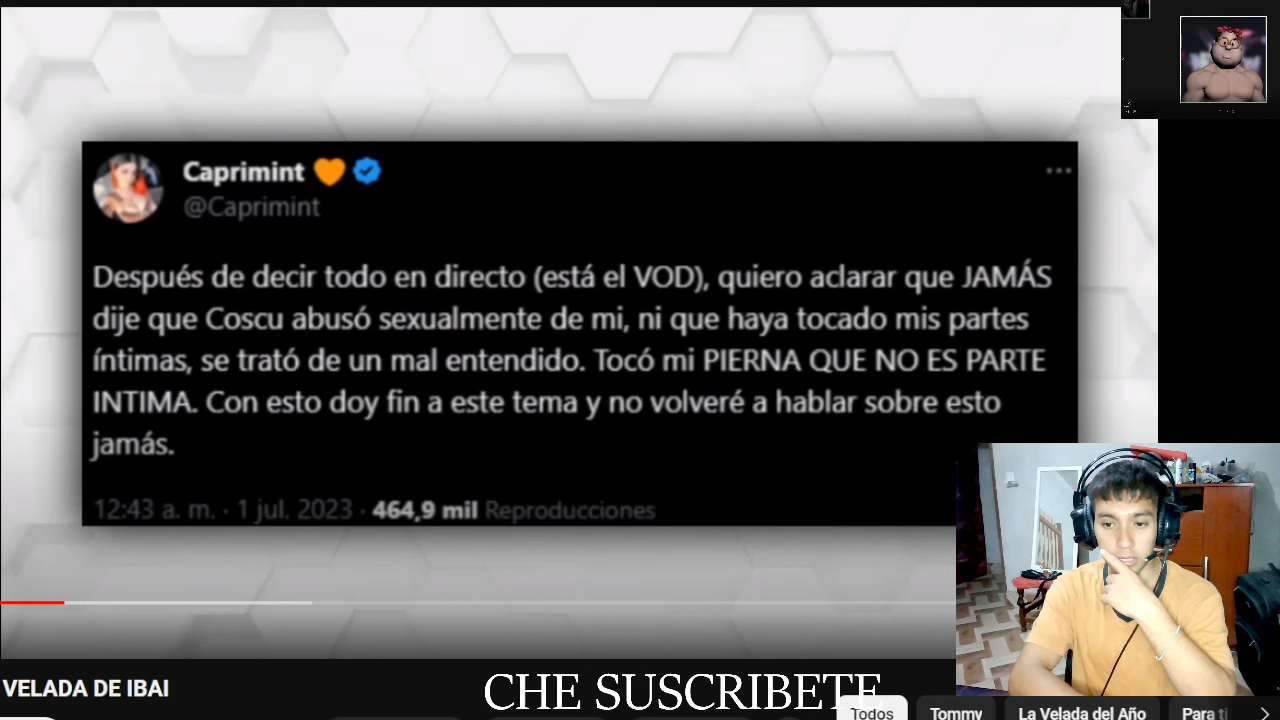 Caprimint 🧡
@Caprimint
Después de decir todo en directo (está el VOD), quiero aclarar que JAMÁS
dije que Coscu abusó sexualmente de mi, ni que haya tocado mis partes
íntimas, se trató de un mal entendido. Tocó mi PIERNA QUE NO ES PARTE
INTIMA. Con esto doy fin a este tema y no volveré a hablar sobre esto
jamás.
12:43 a. m. · 1 jul. 2023 · 464,9 mil Reproducciones
VELADA DE IBAI
CHE SUSCRIBETE
Todos
Tommy
La Velada del Año
Para ti